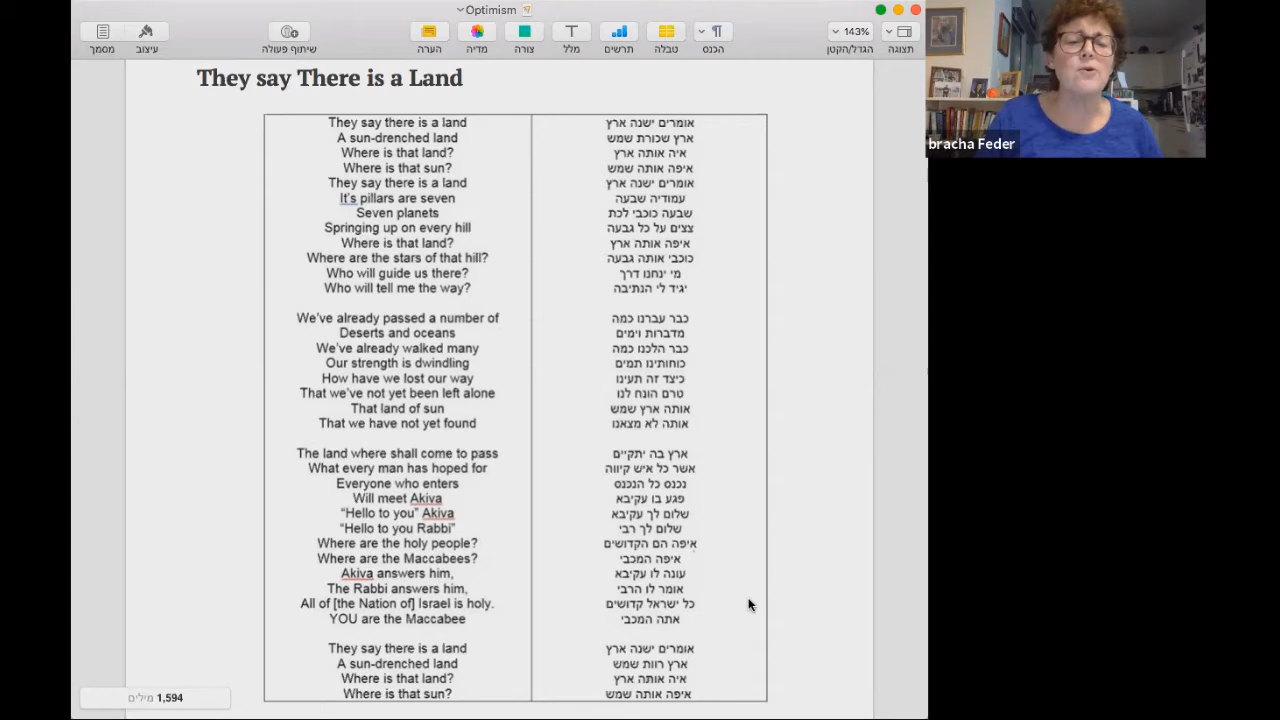 Optimism
מסמך
עיצוב
שיתוף פעולה
הערה
מדיה
צורה
מלל
תרשים
טבלה
הכנס
143%
הגדל/הקטן
תצוגה
bracha Feder
They say There is a Land
They say there is a land
A sun-drenched land
Where is that land?
Where is that sun?
They say there is a land
It's pillars are seven
Seven planets
Springing up on every hill
Where is that land?
Where are the stars of that hill?
Who will guide us there?
Who will tell me the way?
We've already passed a number of
Deserts and oceans
We've already walked many
Our strength is dwindling
How have we lost our way
That we've not yet been left alone
That land of sun
That we have not yet found
The land where shall come to pass
What every man has hoped for
Everyone who enters
Will meet Akiva
"Hello to you" Akiva
"Hello to you Rabbi"
Where are the holy people?
Where are the Maccabees?
Akiva answers him,
The Rabbi answers him,
All of [the Nation of] Israel is holy.
YOU are the Maccabee
They say there is a land
A sun-drenched land
Where is that land?
Where is that sun?
אומרים ישנה ארץ
ארץ שכורת שמש
איה אותה ארץ
איפה אותה שמש
אומרים ישנה ארץ
עמודיה שבעה
שבעה כוכבי לכת
צצים על כל גבעה
איפה אותה ארץ
כוכבי אותה גבעה
מי ינחנו דרך
יגיד לי הנתיבה
כבר עברנו כמה
מדברות וימים
כבר הלכנו כמה
כוחותינו תמים
כיצד זה תעינו
טרם הונח לנו
אותה ארץ שמש
אותה לא מצאנו
ארץ בה יתקיים
אשר כל איש קיווה
נכנס כל הנכנס
פגע בו עקיבא
שלום לך עקיבא
שלום לך רבי
איפה הם הקדושים
איפה המכבי
עונה לו עקיבא
אומר לו הרבי
כל ישראל קדושים
אתה המכבי
אומרים ישנה ארץ
ארץ רוות שמש
איה אותה ארץ
איפה אותה שמש
1,594 מילים